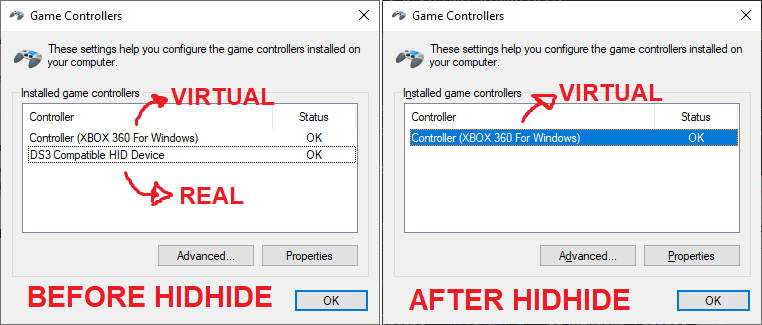 Game Controllers
These settings help you configure the game controllers installed on
your computer.
Installed game controllers
VIRTUAL
Controller Status
Controller (XBOX 360 For Windows) OK
DS3 Compatible HID Device OK
REAL
Advanced... Properties
BEFORE HIDHIDE
OK
Game Controllers
These settings help you configure the game controllers installed on
your computer.
Installed game controllers
VIRTUAL
Controller Status
Controller (XBOX 360 For Windows) OK
Advanced... Properties
AFTER HIDHIDE
OK